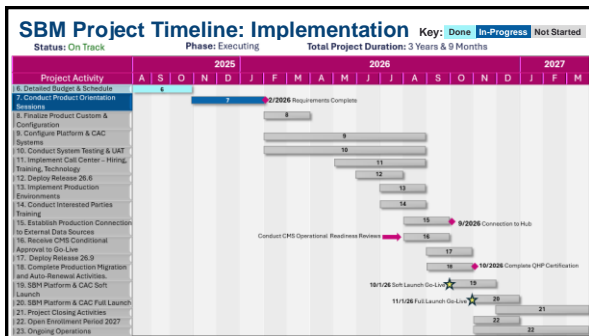 SBM Project Timeline: Implementation Key: Done In-Progress Not Started
Status: On Track Phase: Executing Total Project Duration: 3 Years & 9 Months
2025 2026 2027
Project Activity A S O N D J F M A M J J A S O N D J F M
6. Detailed Budget & Schedule 6
7. Conduct Product Orientation
Sessions 7 2/2026 Requirements Complete
8. Finalize Product Custom &
Configuration 8
9. Configure Platform & CAC
Systems 9
10. Conduct System Testing & UAT 10
11. Implement Call Center – Hiring,
Training, Technology 11
12. Deploy Release 26.6 12
13. Implement Production
Environments 13
14. Conduct Interested Parties
Training 14
15. Establish Production Connection
to External Data Sources 15 9/2026 Connection to Hub
16. Receive CMS Conditional
Approval to Go-Live Conduct CMS Operational Readiness Reviews 16
17. Deploy Release 26.9 17
18. Complete Production Migration
and Auto-Renewal Activities. 18 10/2026 Complete QHP Certification
19. SBM Platform & CAC Soft
Launch 10/1/26 Soft Launch Go-Live 19
20. SBM Platform & CAC Full Launch 11/1/26 Full Launch Go-Live 20
21. Project Closing Activities 21
22. Open Enrollment Period 2027 22
23. Ongoing Operations 22